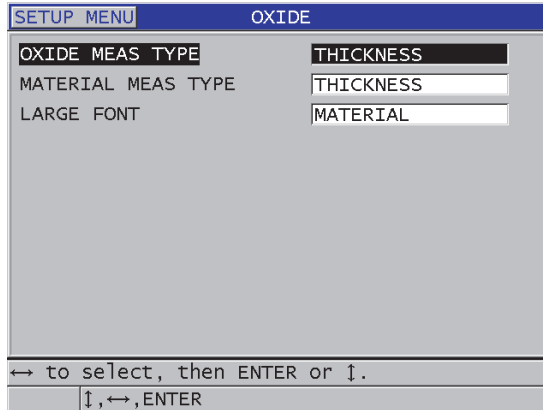 SETUP MENU OXIDE
OXIDE MEAS TYPE THICKNESS
MATERIAL MEAS TYPE THICKNESS
LARGE FONT MATERIAL
↔ to select, then ENTER or ↕.
↕,↔,ENTER